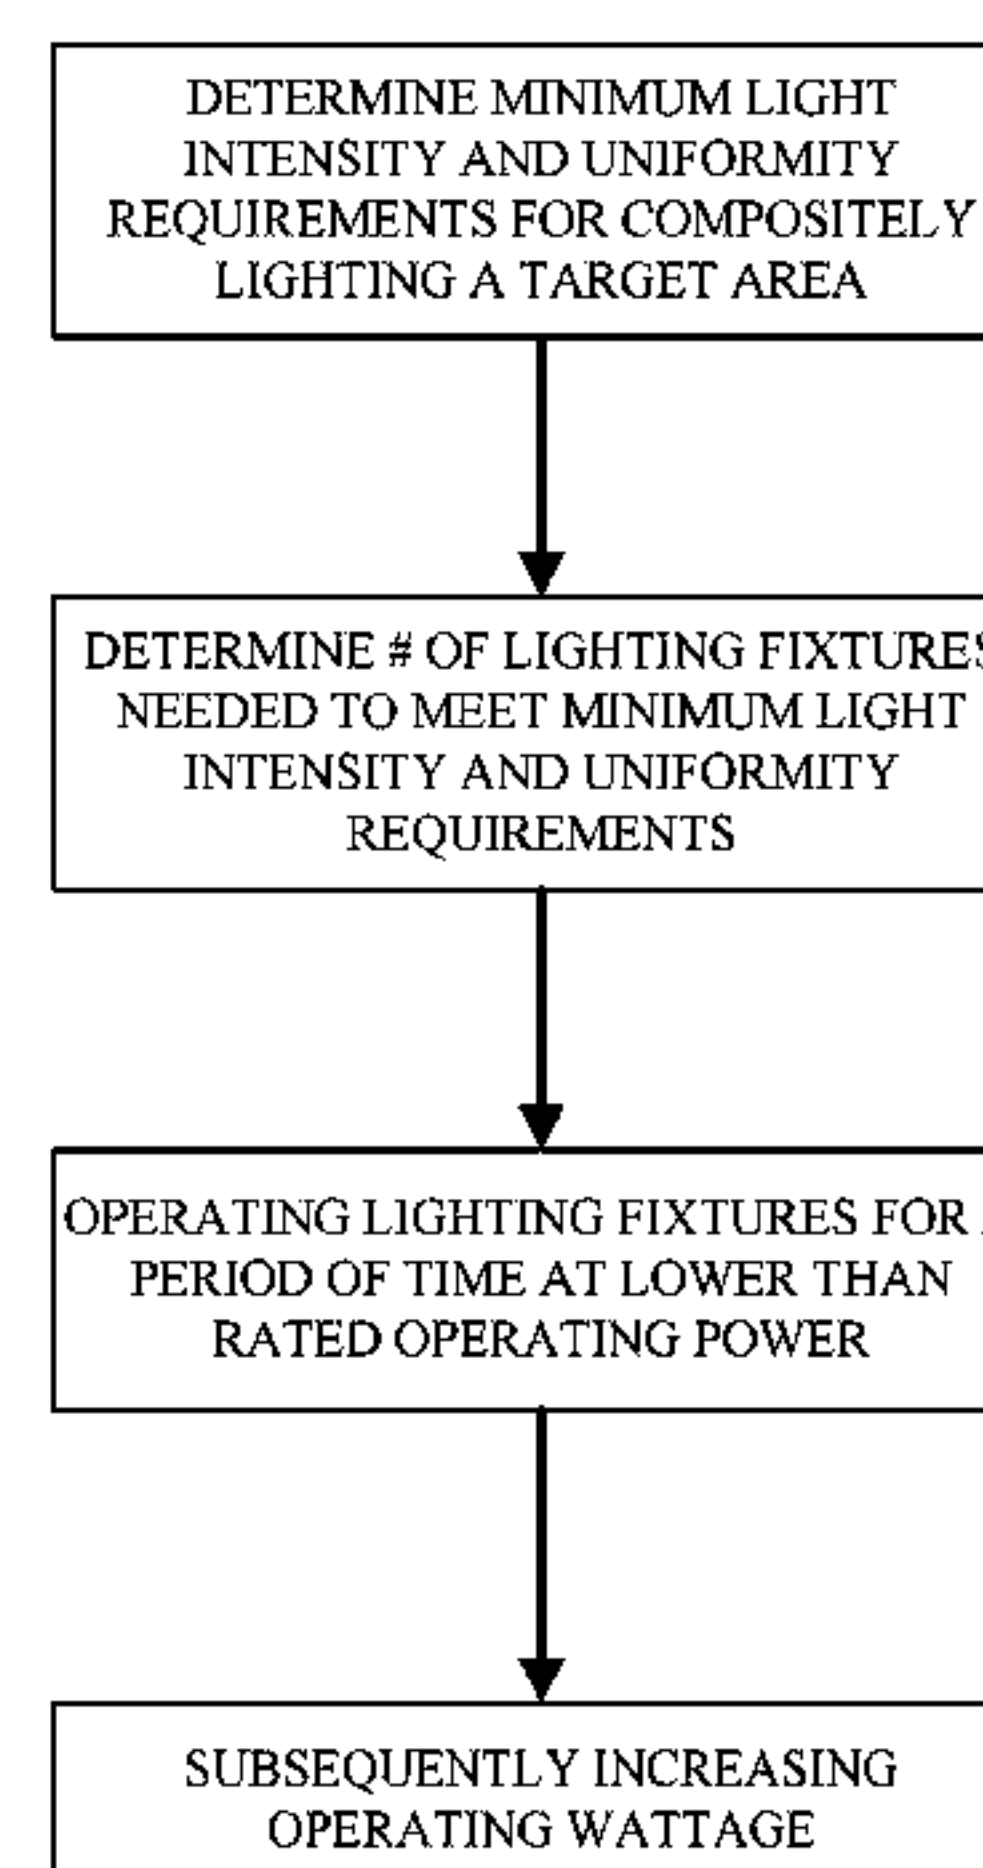 DETERMINE MINIMUM LIGHT
INTENSITY AND UNIFORMITY
REQUIREMENTS FOR COMPOSITELY
LIGHTING A TARGET AREA
DETERMINE # OF LIGHTING FIXTURES
NEEDED TO MEET MINIMUM LIGHT
INTENSITY AND UNIFORMITY
REQUIREMENTS
OPERATING LIGHTING FIXTURES FOR
PERIOD OF TIME AT LOWER THAN
RATED OPERATING POWER
SUBSEQUENTLY INCREASING
OPERATING WATTAGE